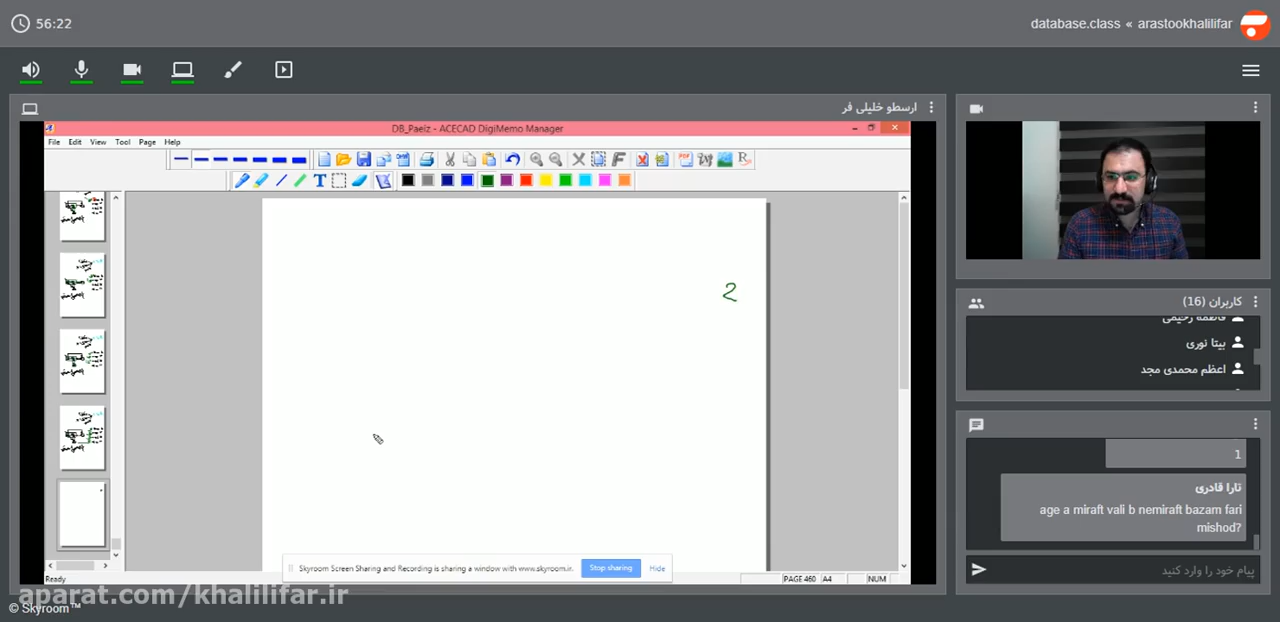 56:22
database.class « arastookhalilifar
ارسطو خلیلی فر
DB_Paeiz - ACECAD DigiMemo Manager
File Edit View Tool Page Help
2
Skyroom Screen Sharing and Recording is sharing a window with www.skyroom.ir.
Stop sharing
Hide
Ready
PAGE 460 A4 NUM
کاربران (16)
فاطمه رحیمی
بیتا نوری
اعظم محمدی مجد
1
تارا قادری
age a miraft vali b nemiraft bazam fari
mishod?
پیام خود را وارد کنید
aparat.com/khalilifar.ir
© Skyroom™